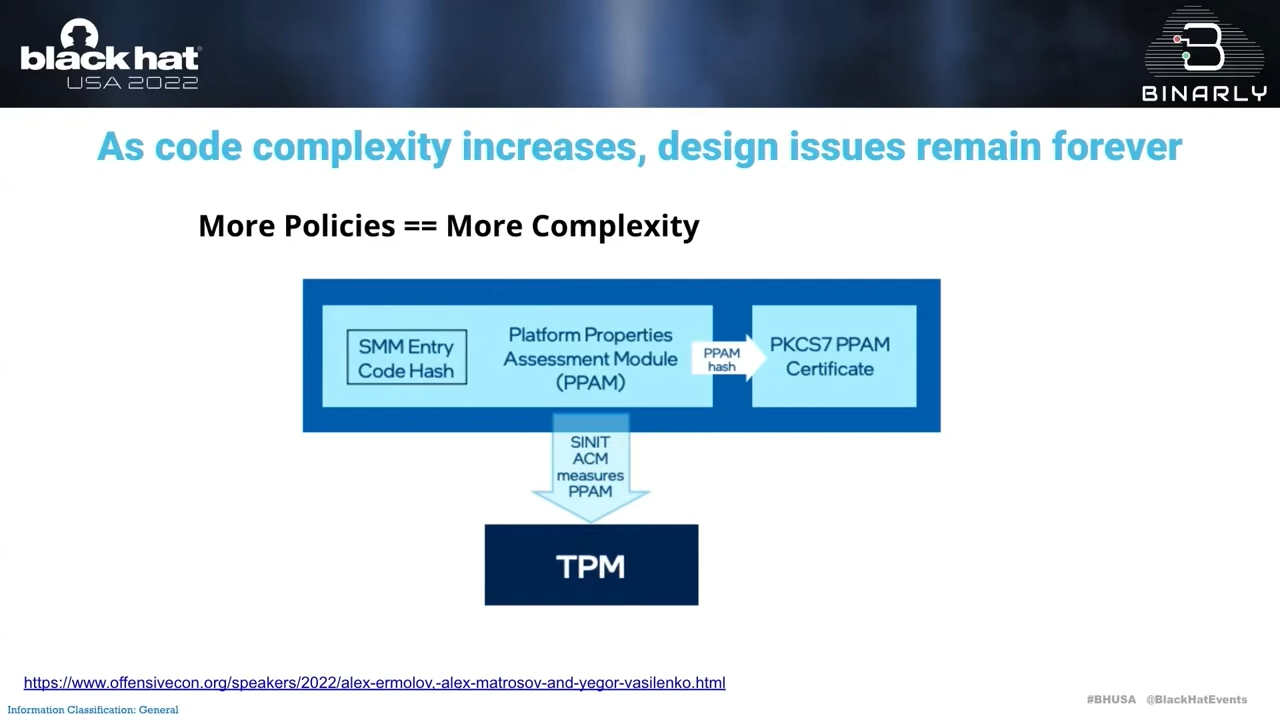 black hat
USA 2022
BINARLY
As code complexity increases, design issues remain forever
More Policies == More Complexity
SMM Entry
Code Hash
Platform Properties
Assessment Module
(PPAM)
PPAM
hash
PKCS7 PPAM
Certificate
SINIT
ACM
measures
PPAM
TPM
https://www.offensivecon.org/speakers/2022/alex-ermolov,-alex-matrosov-and-yegor-vasilenko.html
Information Classification: General
#BHUSA @BlackHatEvents